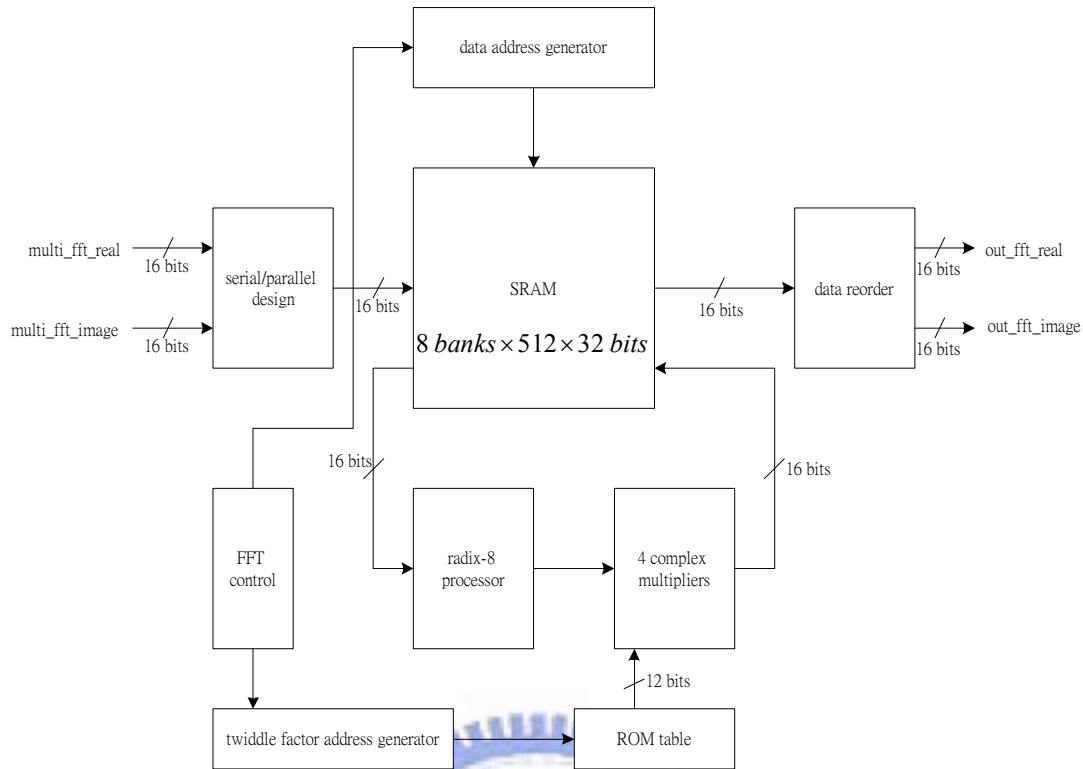 data address generator
multi_fft_real
16 bits
multi_fft_image
16 bits
serial/parallel
design
16 bits
SRAM
8 banks × 512 × 32 bits
16 bits
data reorder
out_fft_real
16 bits
out_fft_image
16 bits
16 bits
16 bits
FFT
control
radix-8
processor
4 complex
multipliers
12 bits
twiddle factor address generator
ROM table